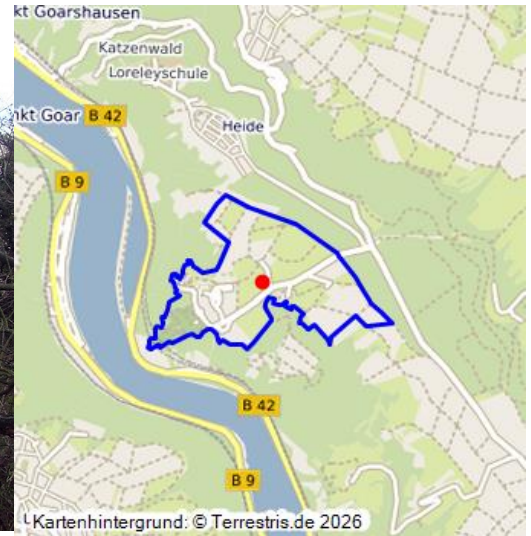 kt Goarshausen
Katzenwald
Loreleyschule
nkt Goar
B 42
Heide
B 9
B 42
B 9
Kartenhintergrund: © Terrestris.de 2026